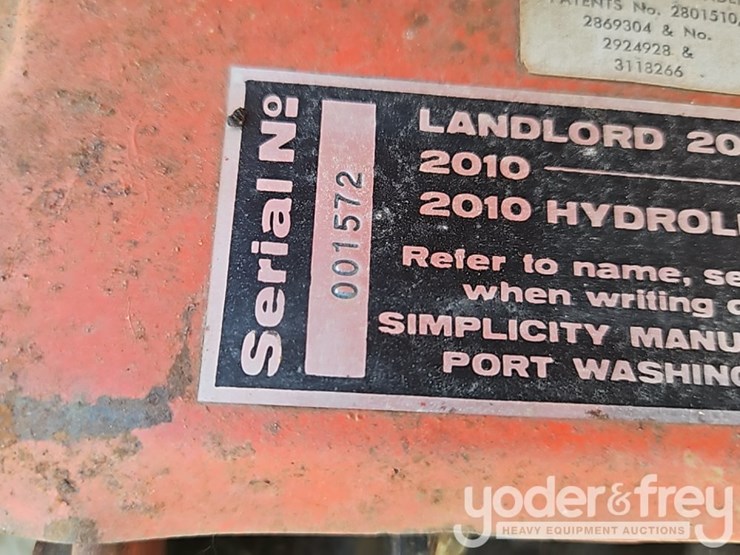 PATENTS No. 2801510,
2869304 & No.
2924928 &
3118266
Serial No
001572
LANDLORD 20
2010
2010 HYDROL
Refer to name, se
when writing
SIMPLICITY MANU
PORT WASHING
yoder&frey
HEAVY EQUIPMENT AUCTIONS